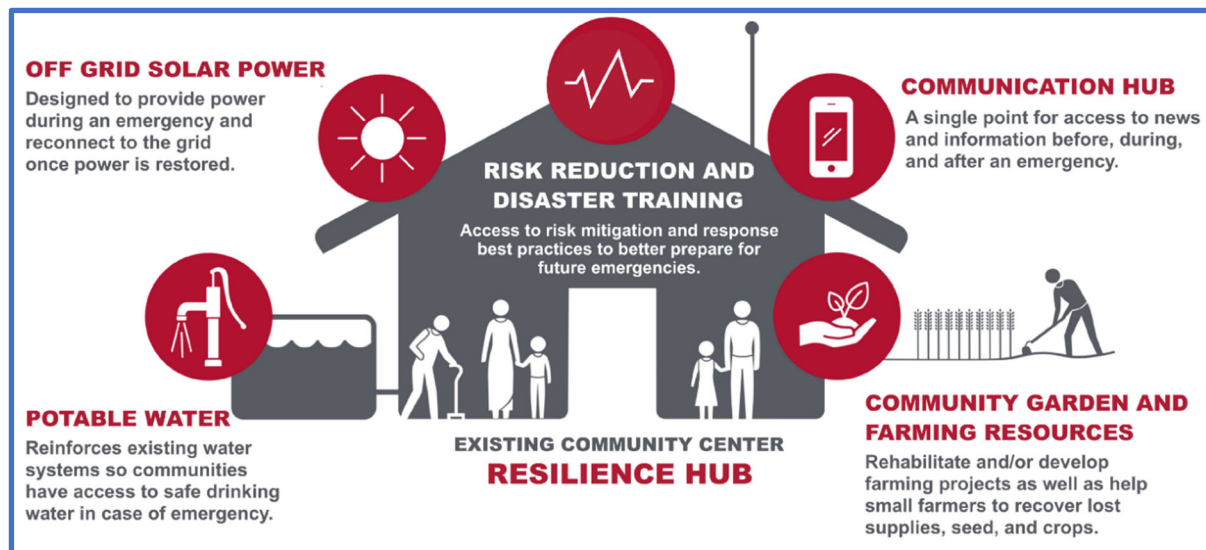 OFF GRID SOLAR POWER
Designed to provide power
during an emergency and
reconnect to the grid
once power is restored.
RISK REDUCTION AND
DISASTER TRAINING
Access to risk mitigation and response
best practices to better prepare for
future emergencies.
COMMUNICATION HUB
A single point for access to news
and information before, during,
and after an emergency.
POTABLE WATER
Reinforces existing water
systems so communities
have access to safe drinking
water in case of emergency.
EXISTING COMMUNITY CENTER
RESILIENCE HUB
COMMUNITY GARDEN AND
FARMING RESOURCES
Rehabilitate and/or develop
farming projects as well as help
small farmers to recover lost
supplies, seed, and crops.